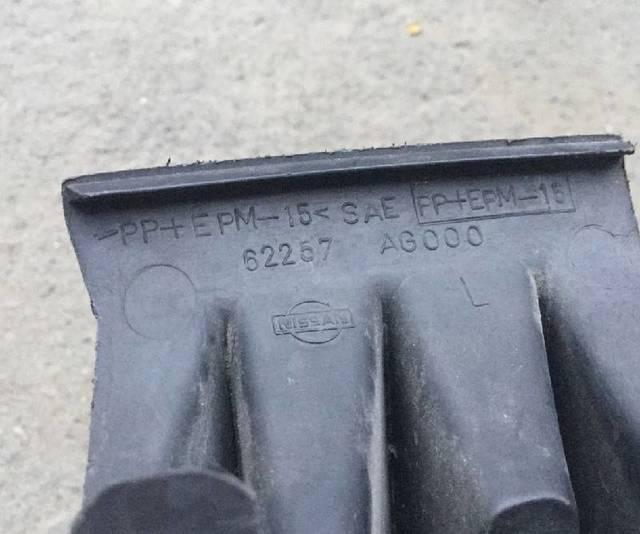 >PP+EPM-15< SAE PP+EPM-15
62257 AG000
NISSAN L